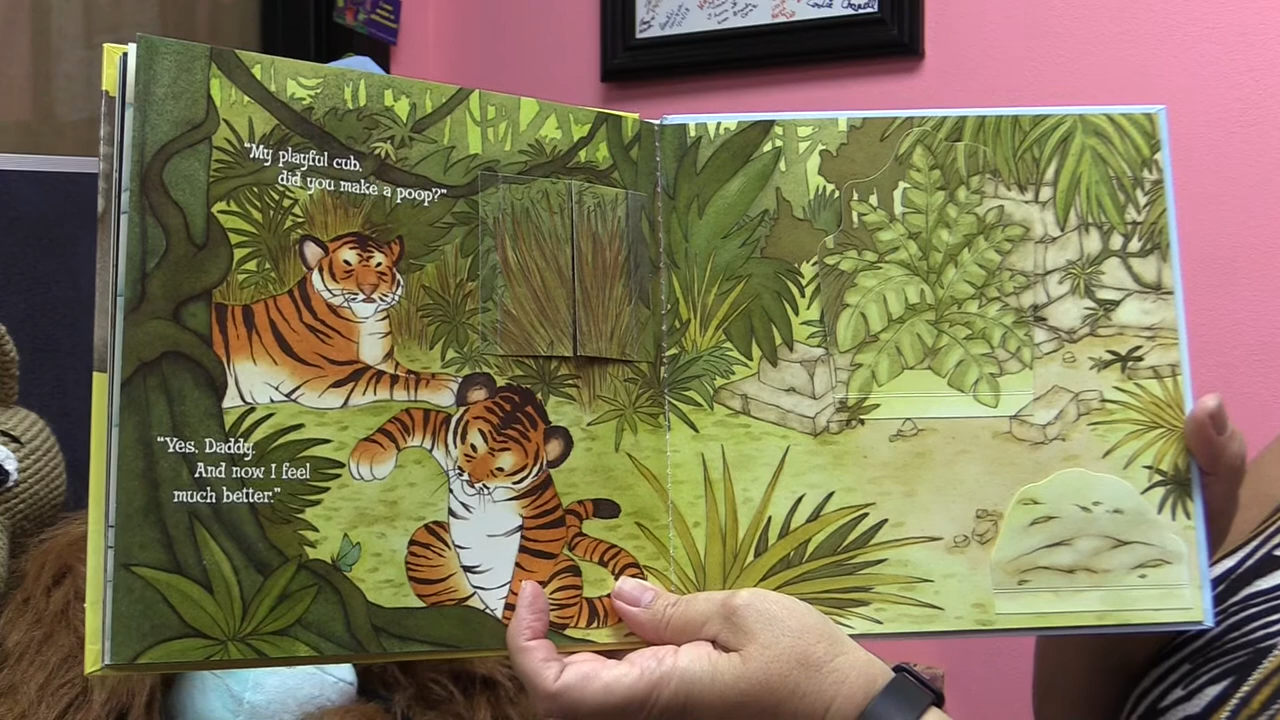 “My playful cub,
did you make a poop?”
“Yes, Daddy.
And now I feel
much better.”